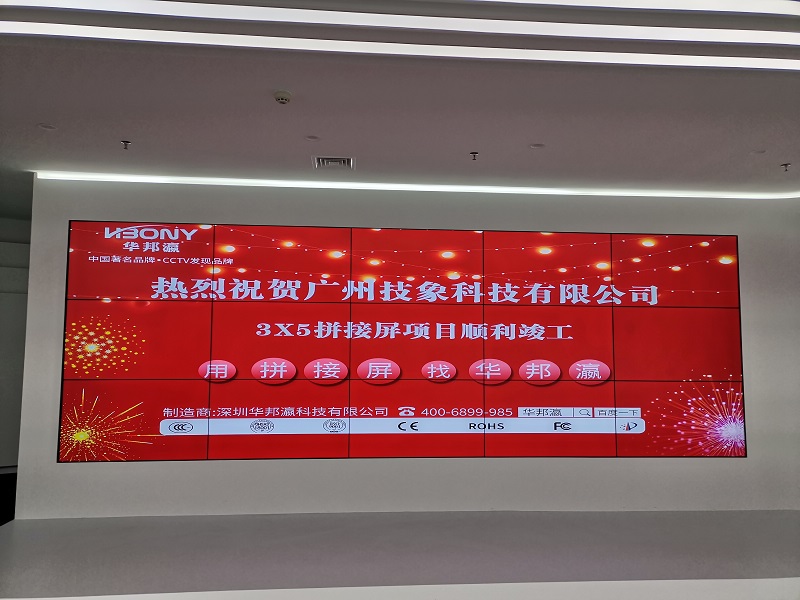 HBONY
华邦瀛
中国著名品牌·CCTV发现品牌
热烈祝贺广州技象科技有限公司
3X5拼接屏项目顺利竣工
用 拼 接 屏 找 华 邦 瀛
制造商:深圳华邦瀛科技有限公司 400-6899-985 华邦瀛 百度一下
CCC CE ROHS FC